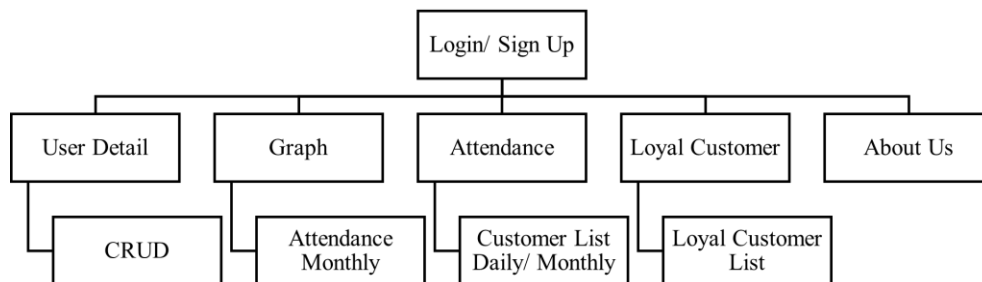 Login/ Sign Up
User Detail
Graph
Attendance
Loyal Customer
About Us
CRUD
Attendance
Monthly
Customer List
Daily/ Monthly
Loyal Customer
List